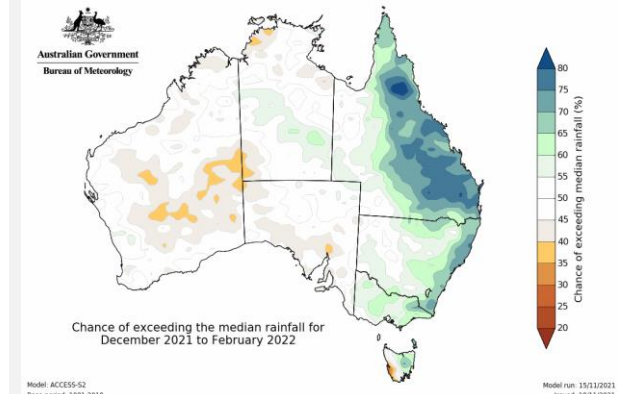 Australian Government
Bureau of Meteorology
80
75
70
65
60
55
50
45
40
35
30
25
20
Chance of exceeding median rainfall (%)
Chance of exceeding the median rainfall for
December 2021 to February 2022
Model: ACCESS-S2
Model run: 15/11/2021